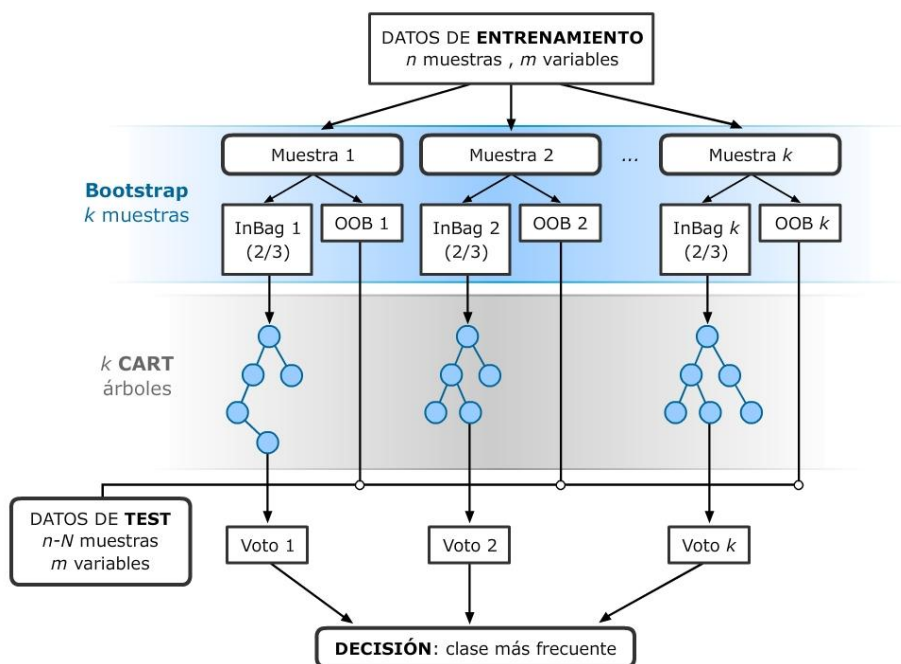 DATOS DE ENTRENAMIENTO
n muestras , m variables
Muestra 1
Muestra 2
...
Muestra k
Bootstrap
k muestras
InBag 1
(2/3)
OOB 1
InBag 2
(2/3)
OOB 2
InBag k
(2/3)
OOB k
k CART
árboles
DATOS DE TEST
n-N muestras
m variables
Voto 1
Voto 2
Voto k
DECISIÓN: clase más frecuente